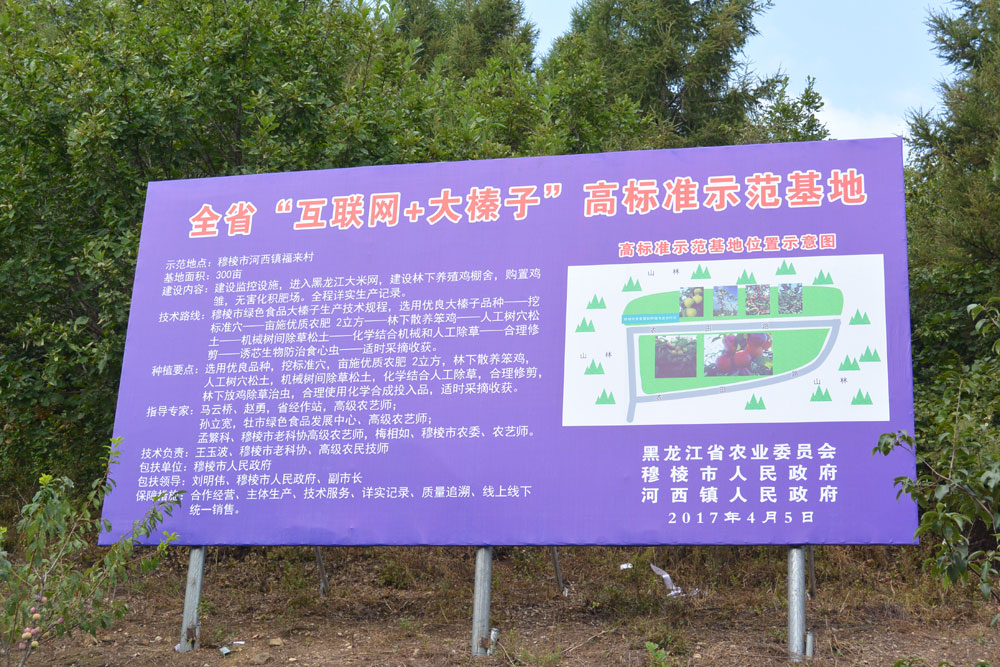 全省“互联网+大榛子”高标准示范基地
示范地点：穆棱市河西镇福来村
基地面积：300亩
建设内容：建设监控设施，进入黑龙江大米网，建设林下养殖鸡棚舍，购置鸡
雏，无害化积肥场。全程详实生产记录。
技术路线：穆棱市绿色食品大榛子生产技术规程，选用优良大榛子品种——挖
标准穴——亩施优质农肥 2立方——林下散养笨鸡——人工树穴松
土——机械树间除草松土——化学结合机械和人工除草——合理修
剪——诱芯生物防治食心虫——适时采摘收获。
种植要点：选用优良品种，挖标准穴，亩施优质农肥 2立方，林下散养笨鸡，
人工树穴松土，机械树间除草松土，化学结合人工除草，合理修剪，
林下放鸡除草治虫，合理使用化学合成投入品，适时采摘收获。
指导专家：马云桥、赵勇，省经作站，高级农艺师；
孙立宽，牡市绿色食品发展中心、高级农艺师；
孟繁科、穆棱市老科协高级农艺师，梅相如、穆棱市农委、农艺师。
技术负责：王玉波、穆棱市老科协、高级农民技师
包扶单位：穆棱市人民政府
包扶领导：刘明伟、穆棱市人民政府、副市长
保障措施：合作经营、主体生产、技术服务、详实记录、质量追溯、线上线下
统一销售。
高标准示范基地位置示意图
山 林
农 田 路
山 林
农 田 路
山 林
黑龙江省农业委员会
穆棱市人民政府
河西镇人民政府
2017年4月5日